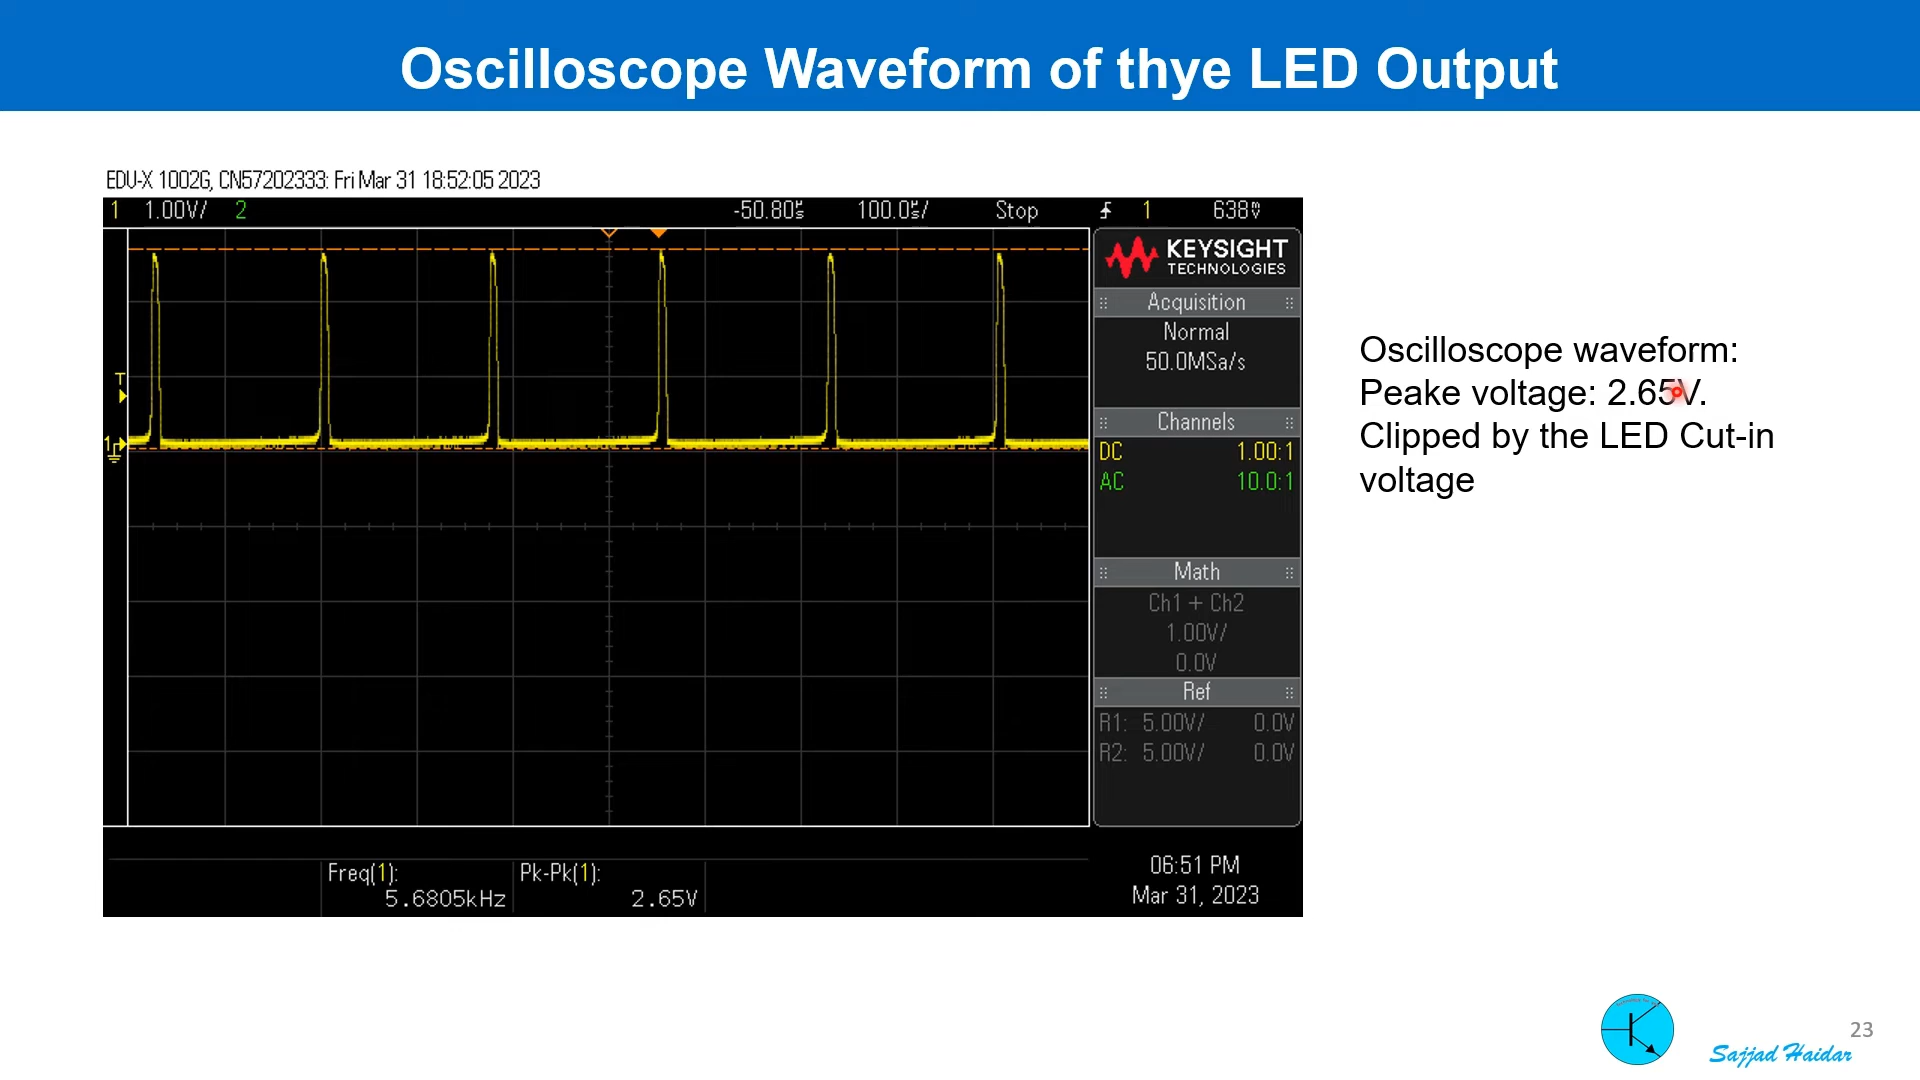 Oscilloscope Waveform of thye LED Output
EDU-X 1002G, CN57202333: Fri Mar 31 18:52:05 2023
1 1.00V/ 2 -50.80µs 100.0µs/ Stop 1 638mV
KEYSIGHT
TECHNOLOGIES
Acquisition
Normal
50.0MSa/s
Channels
DC 1.00:1
AC 10.0:1
Math
Ch1 + Ch2
1.00V/
0.0V
Ref
R1: 5.00V/ 0.0V
R2: 5.00V/ 0.0V
T
1
Freq(1): Pk-Pk(1):
5.6805kHz 2.65V
06:51 PM
Mar 31, 2023
Oscilloscope waveform:
Peake voltage: 2.65V.
Clipped by the LED Cut-in
voltage
Sajjad Haidar
23